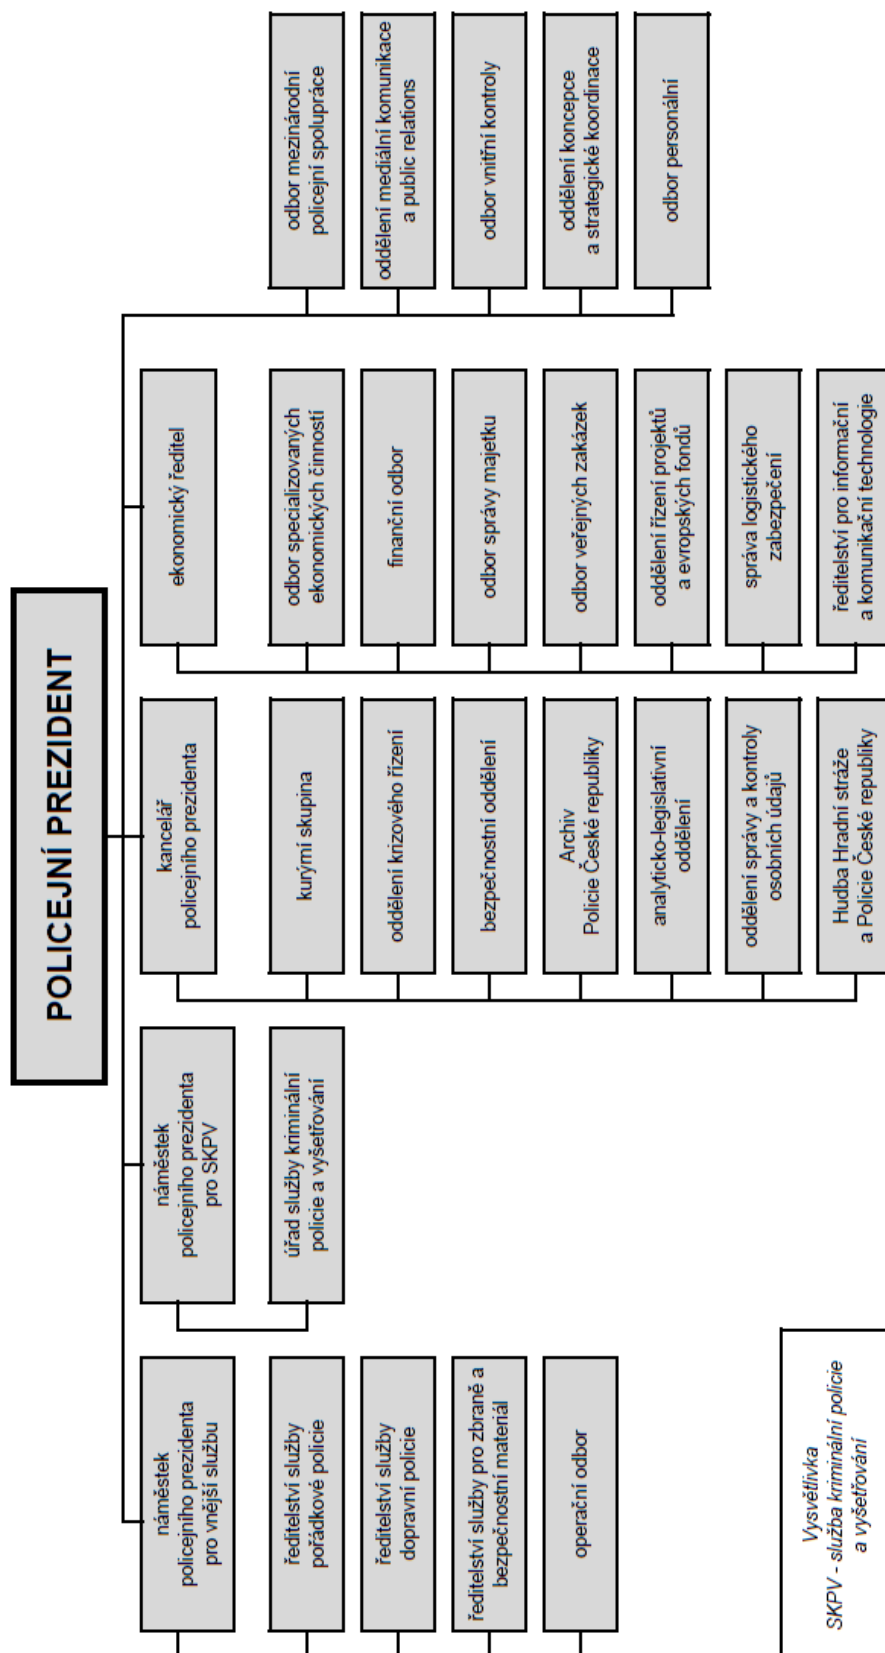 POLICEJNÍ PREZIDENT
náměstek
policejního prezidenta
pro vnější službu
ředitelství služby
pořádkové policie
ředitelství služby
dopravní policie
ředitelství služby pro zbraně a
bezpečnostní materiál
operační odbor
náměstek
policejního prezidenta
pro SKPV
úřad služby kriminální
policie a vyšetřování
kancelář
policejního prezidenta
kurýrní skupina
oddělení krizového řízení
bezpečnostní oddělení
Archiv
Policie České republiky
analyticko-legislativní
oddělení
oddělení správy a kontroly
osobních údajů
Hudba Hradní stráže
a Policie České republiky
ekonomický ředitel
odbor specializovaných
ekonomických činností
finanční odbor
odbor správy majetku
odbor veřejných zakázek
oddělení řízení projektů
a evropských fondů
správa logistického
zabezpečení
ředitelství pro informační
a komunikační technologie
odbor mezinárodní
policejní spolupráce
oddělení mediální komunikace
a public relations
odbor vnitřní kontroly
oddělení koncepce
a strategické koordinace
odbor personální
Vysvětlivka
SKPV - služba kriminální policie
a vyšetřování